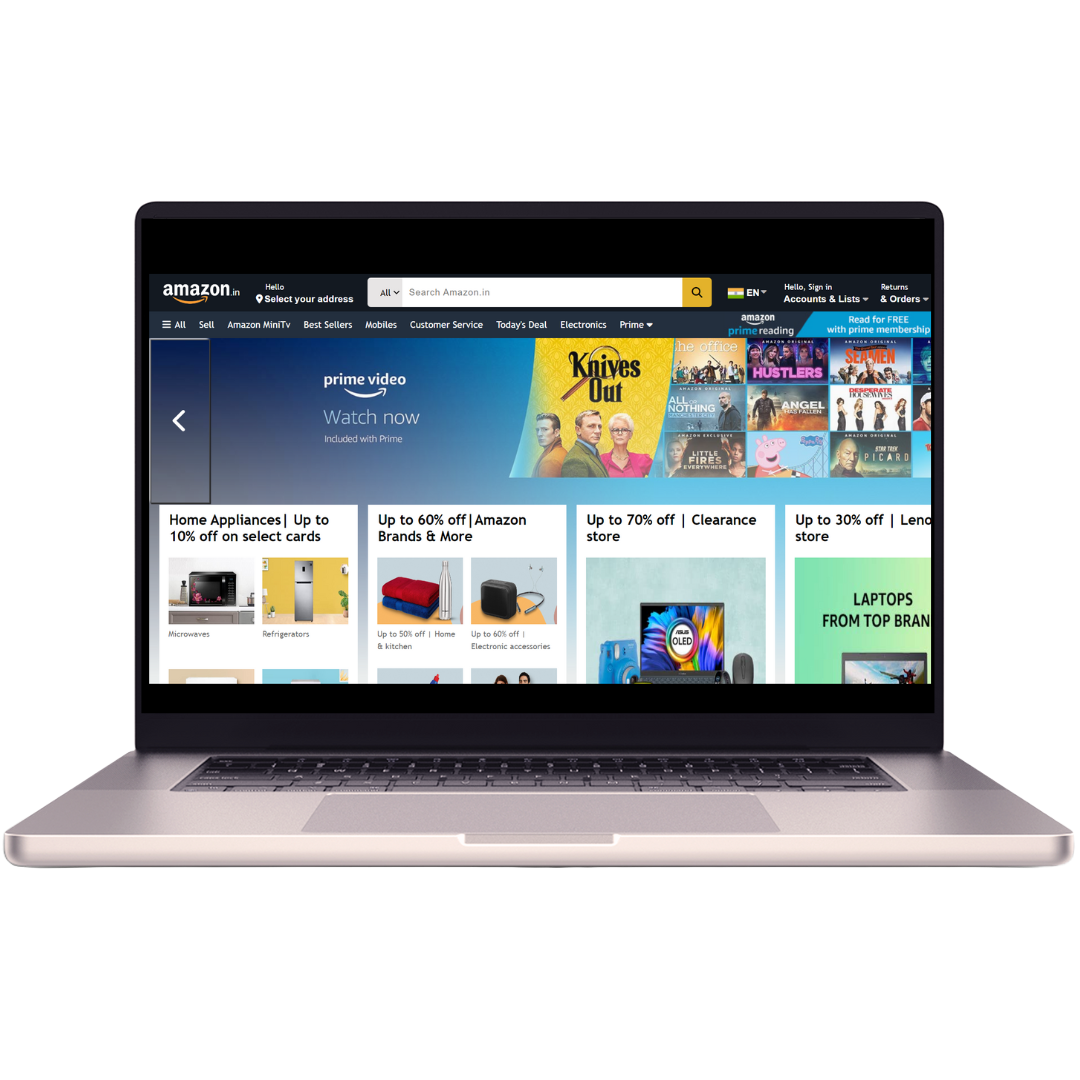 amazon.in
Hello
Select your address
All
Search Amazon.in
EN
Hello, Sign in
Accounts & Lists
Returns
& Orders
All
Sell
Amazon MiniTv
Best Sellers
Mobiles
Customer Service
Today's Deal
Electronics
Prime
amazon
prime reading
Read for FREE
with prime membership
prime video
Watch now
Included with Prime
Knives
Out
the office
AMAZON ORIGINAL
HUSTLERS
AMAZON ORIGINAL
SEAMEN
AMAZON ORIGINAL
ALL OR
NOTHING
ANGEL
HAS FALLEN
DESPERATE
HOUSEWIVES
AMAZON EXCLUSIVE
LITTLE
FIRES
EVERYWHERE
AMAZON ORIGINAL
STAR TREK
PICARD
Home Appliances| Up to
10% off on select cards
Microwaves
Refrigerators
Up to 60% off|Amazon
Brands & More
Up to 50% off | Home
& kitchen
Up to 60% off |
Electronic accessories
Up to 70% off | Clearance
store
ASUS
OLED
Up to 30% off | Leno
store
LAPTOPS
FROM TOP BRAN